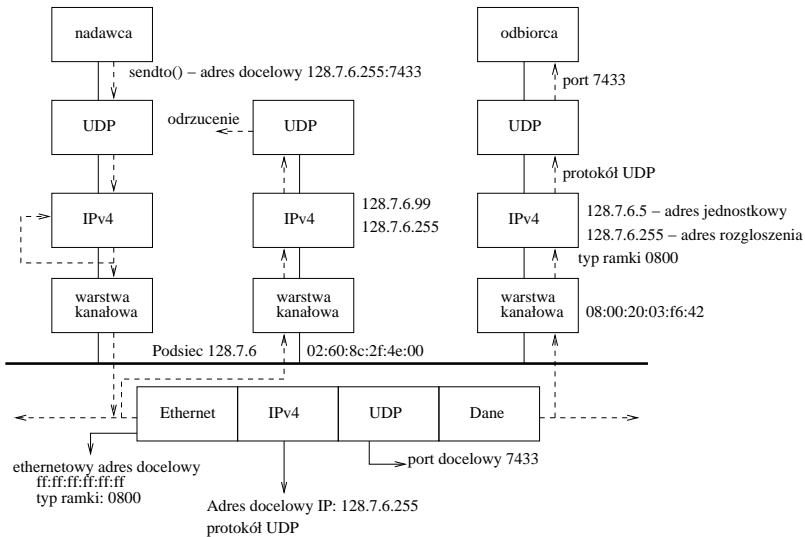 nadawca
odbiorca
sendto() – adres docelowy 128.7.6.255:7433
port 7433
odrzucenie
UDP
UDP
UDP
protokół UDP
IPv4
IPv4
128.7.6.99
128.7.6.255
IPv4
128.7.6.5 – adres jednostkowy
128.7.6.255 – adres rozgloszenia
typ ramki 0800
warstwa
kanałowa
warstwa
kanałowa
warstwa
kanałowa
08:00:20:03:f6:42
Podsiec 128.7.6
02:60:8c:2f:4e:00
Ethernet
IPv4
UDP
Dane
ethernetowy adres docelowy
ff:ff:ff:ff:ff:ff
typ ramki: 0800
port docelowy 7433
Adres docelowy IP: 128.7.6.255
protokół UDP